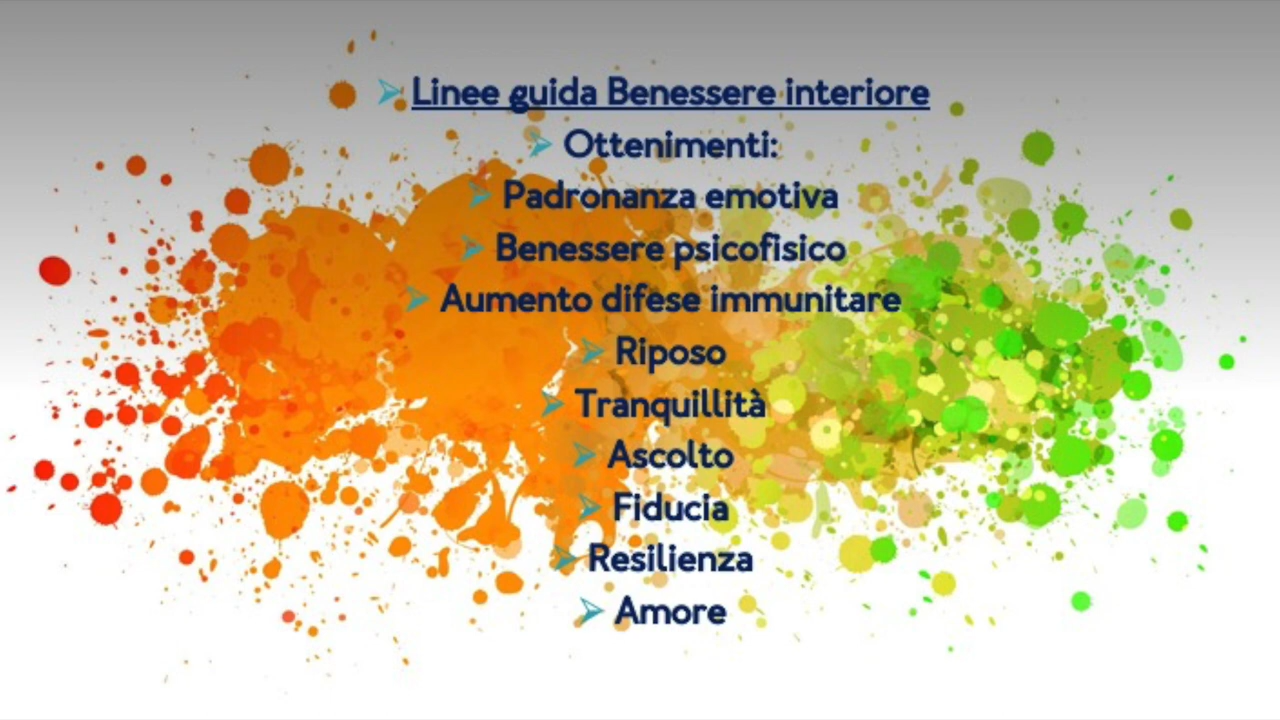 ➢ Linee guida Benessere interiore
➢ Ottenimenti:
➢ Padronanza emotiva
➢ Benessere psicofisico
➢ Aumento difese immunitare
➢ Riposo
➢ Tranquillità
➢ Ascolto
➢ Fiducia
➢ Resilienza
➢ Amore